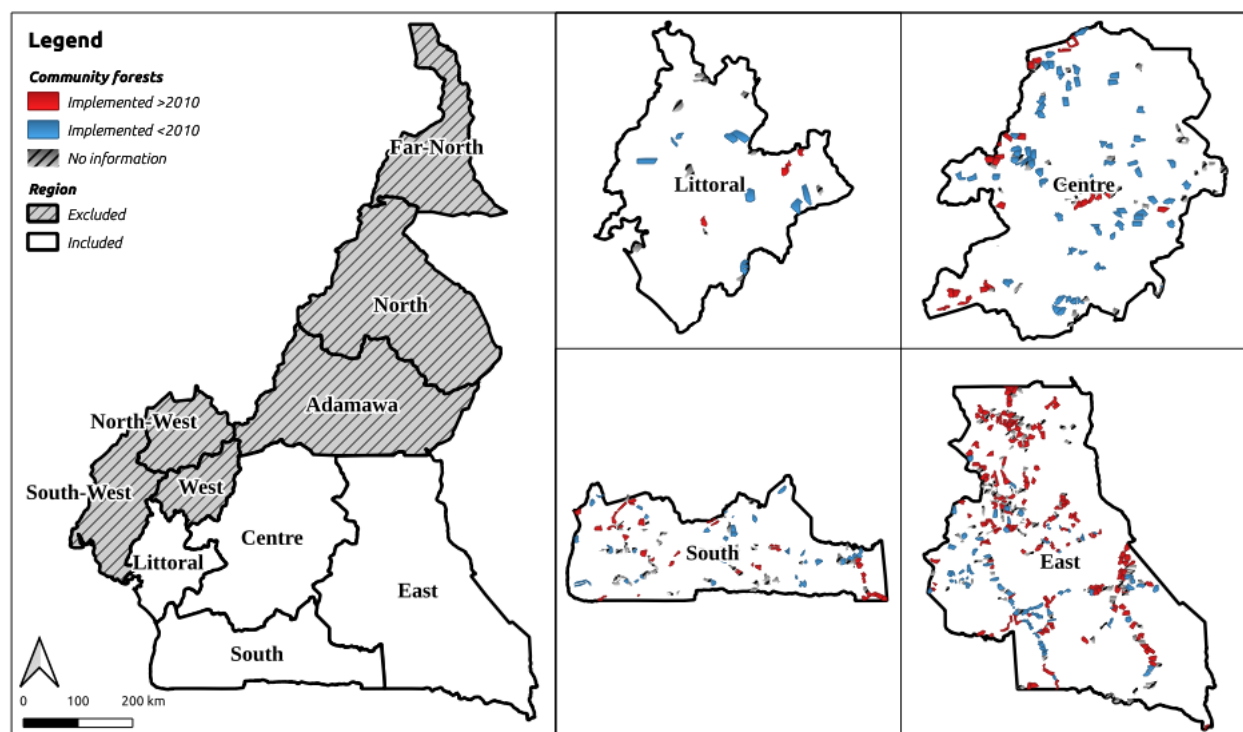 Legend
Community forests
Implemented >2010
Implemented <2010
No information
Region
Excluded
Included
Far-North
North
Adamawa
North-West
South-West
West
Littoral
Centre
East
South
0 100 200 km
Littoral
Centre
South
East